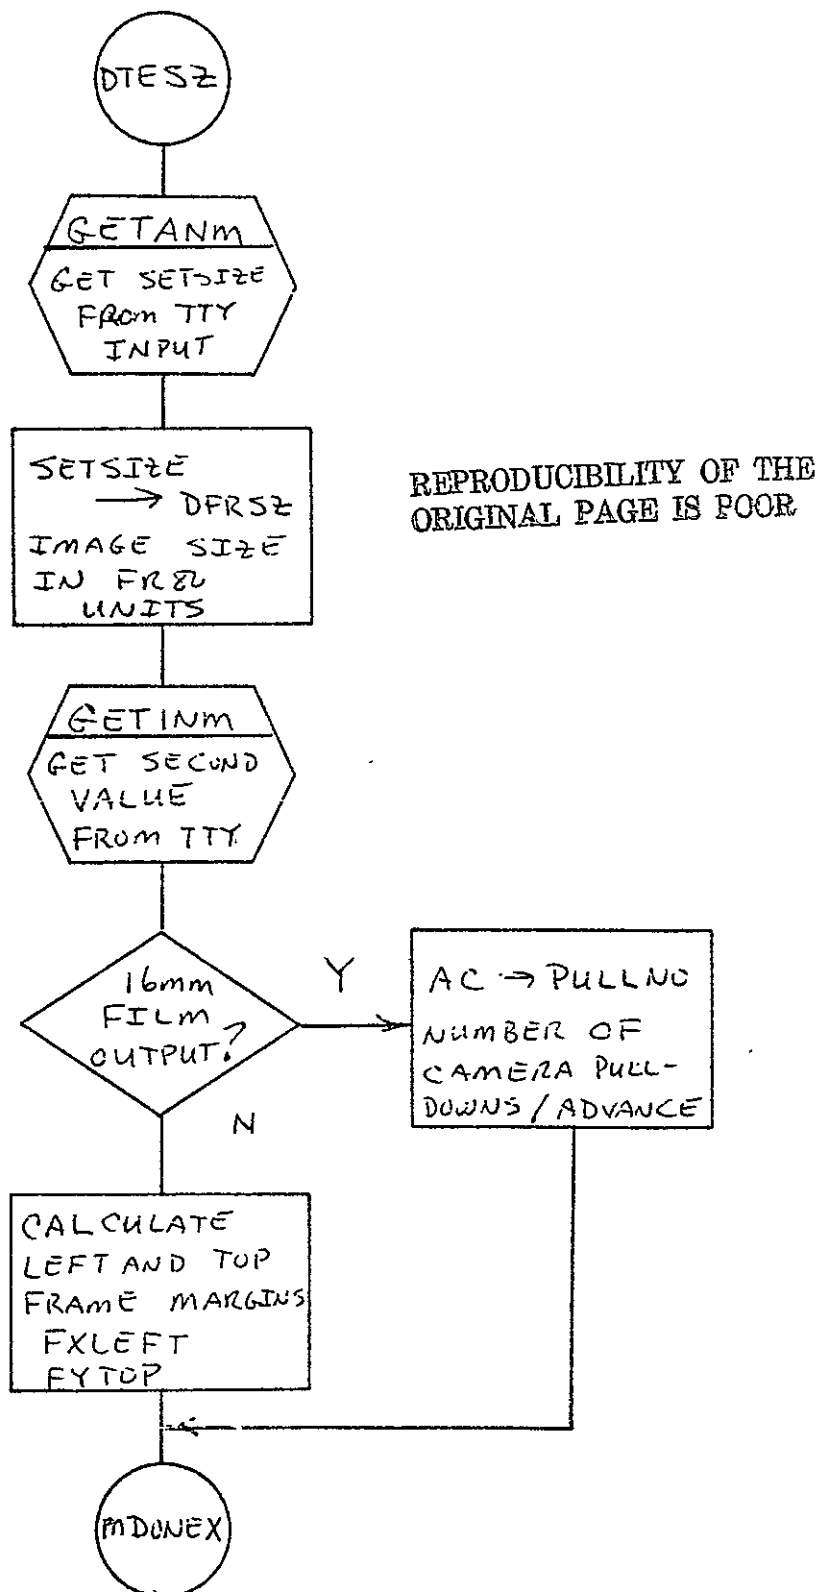 DTESZ
GETANM
GET SETSIZE
FROM TTY
INPUT
SETSIZE
→ DFRSZ
IMAGE SIZE
IN FR80
UNITS
REPRODUCIBILITY OF THE
ORIGINAL PAGE IS POOR
GETINM
GET SECOND
VALUE
FROM TTY
16mm
FILM
OUTPUT?
Y
AC → PULLNO
NUMBER OF
CAMERA PULL-
DOWNS / ADVANCE
N
CALCULATE
LEFT AND TOP
FRAME MARGINS
FXLEFT
FYTOP
MDONEX